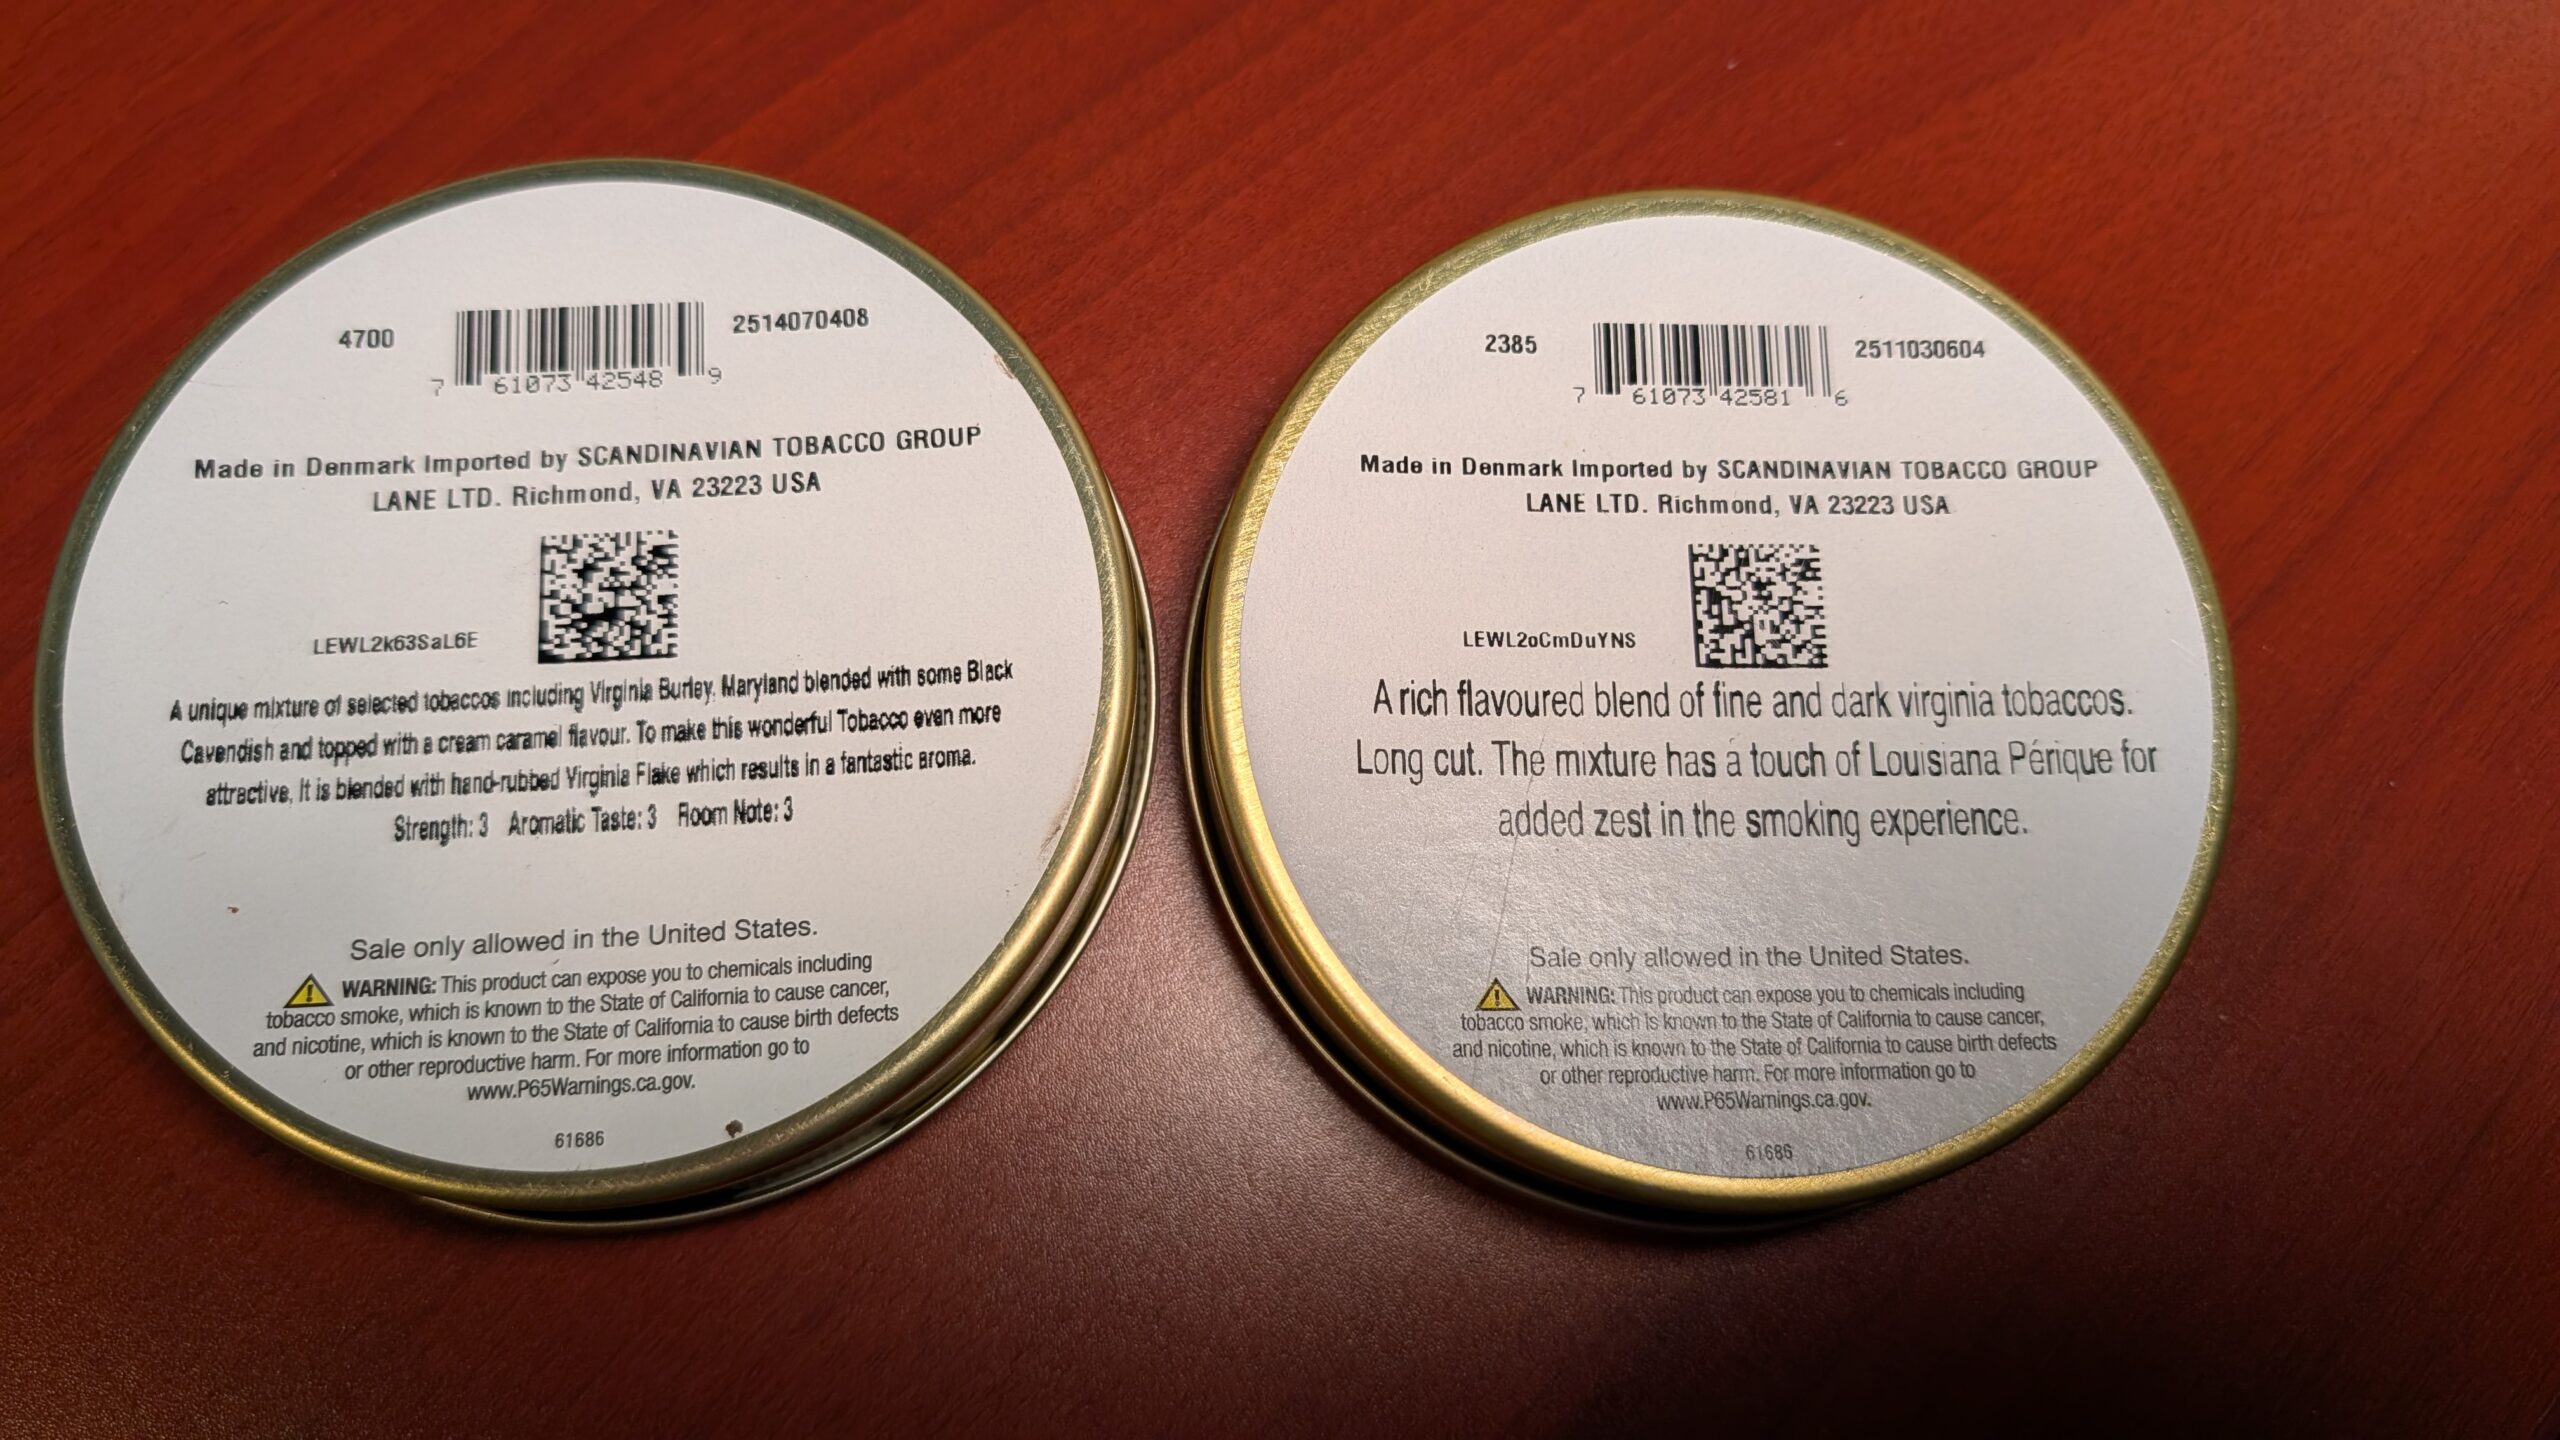 4700
2514070408
7 61073 42548 9
Made in Denmark Imported by SCANDINAVIAN TOBACCO GROUP
LANE LTD. Richmond, VA 23223 USA
LEWL2k63SaL6E
A unique mixture of selected tobaccos including Virginia Burley, Maryland blended with some Black
Cavendish and topped with a cream caramel flavour. To make this wonderful Tobacco even more
attractive, It is blended with hand-rubbed Virginia Flake which results in a fantastic aroma.
Strength: 3 Aromatic Taste: 3 Room Note: 3
Sale only allowed in the United States.
WARNING: This product can expose you to chemicals including
tobacco smoke, which is known to the State of California to cause cancer,
and nicotine, which is known to the State of California to cause birth defects
or other reproductive harm. For more information go to
www.P65Warnings.ca.gov.
61686
2385
2511030604
7 61073 42581 6
Made in Denmark Imported by SCANDINAVIAN TOBACCO GROUP
LANE LTD. Richmond, VA 23223 USA
LEWL2oCmDuYNS
A rich flavoured blend of fine and dark virginia tobaccos.
Long cut. The mixture has a touch of Louisiana Périque for
added zest in the smoking experience.
Sale only allowed in the United States.
WARNING: This product can expose you to chemicals including
tobacco smoke, which is known to the State of California to cause cancer,
and nicotine, which is known to the State of California to cause birth defects
or other reproductive harm. For more information go to
www.P65Warnings.ca.gov.
61686